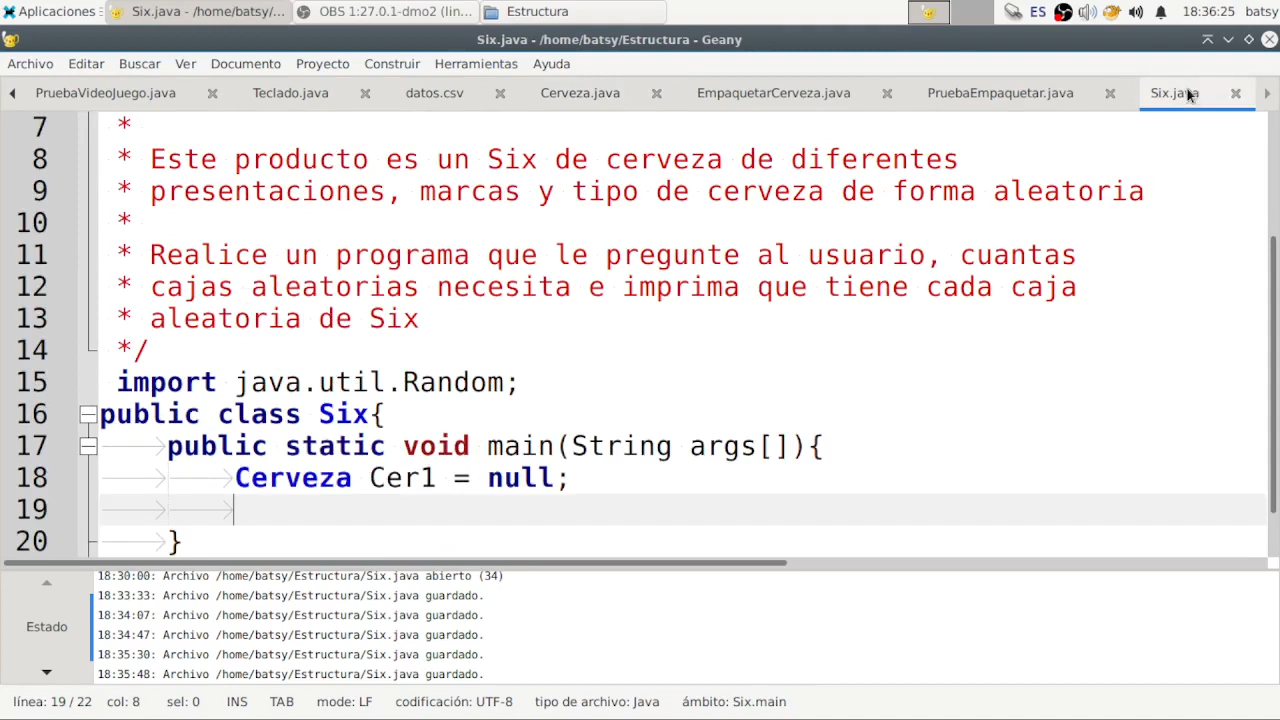 Aplicaciones
Six.java - /home/batsy/...
OBS 1:27.0.1-dmo2 (lin...
Estructura
ES
18:36:25
batsy
Six.java - /home/batsy/Estructura - Geany
Archivo Editar Buscar Ver Documento Proyecto Construir Herramientas Ayuda
PruebaVideoJuego.java Teclado.java datos.csv Cerveza.java EmpaquetarCerveza.java PruebaEmpaquetar.java Six.java
7 *
8 * Este producto es un Six de cerveza de diferentes
9 * presentaciones, marcas y tipo de cerveza de forma aleatoria
10 *
11 * Realice un programa que le pregunte al usuario, cuantas
12 * cajas aleatorias necesita e imprima que tiene cada caja
13 * aleatoria de Six
14 */
15 import java.util.Random;
16 public class Six{
17 public static void main(String args[]){
18 Cerveza Cer1 = null;
19
20 }
Estado
18:30:00: Archivo /home/batsy/Estructura/Six.java abierto (34)
18:33:33: Archivo /home/batsy/Estructura/Six.java guardado.
18:34:07: Archivo /home/batsy/Estructura/Six.java guardado.
18:34:47: Archivo /home/batsy/Estructura/Six.java guardado.
18:35:30: Archivo /home/batsy/Estructura/Six.java guardado.
18:35:48: Archivo /home/batsy/Estructura/Six.java guardado.
línea: 19 / 22 col: 8 sel: 0 INS TAB mode: LF codificación: UTF-8 tipo de archivo: Java ámbito: Six.main